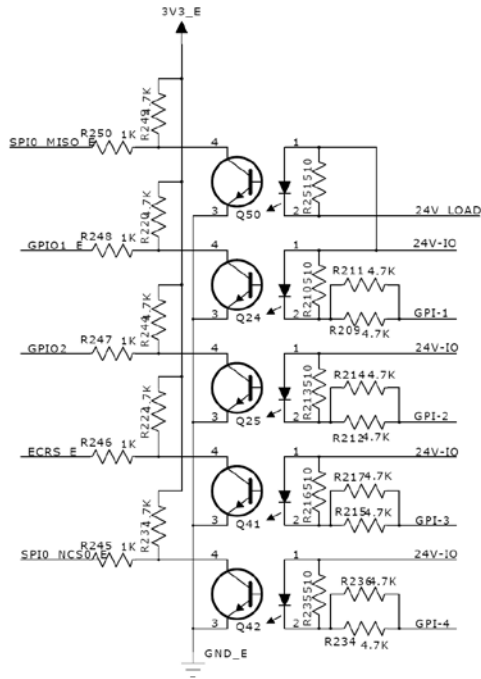 3V3_E
R249 4.7K
R250 1K
SPI0_MISO_E
4
1
R251 510
3
Q50
2
24V_LOAD
R220 4.7K
R248 1K
GPIO1_E
4
1
24V-IO
R210 510
R211 4.7K
3
Q24
2
R209 4.7K
GPI-1
R244 4.7K
R247 1K
GPIO2
4
1
24V-IO
R213 510
R214 4.7K
3
Q25
2
R212 4.7K
GPI-2
R222 4.7K
R246 1K
ECRS_E
4
1
24V-IO
R216 510
R217 4.7K
3
Q41
2
R215 4.7K
GPI-3
4.7K
R245 1K
SPI0_NCS0_E
4
1
24V-IO
R235 510
R236 4.7K
3
Q42
2
R234 4.7K
GPI-4
GND_E